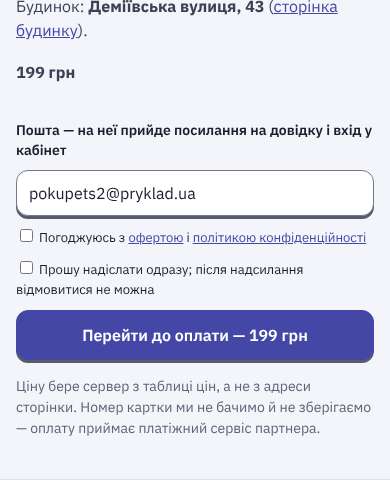 Будинок: Деміївська вулиця, 43 (сторінка
будинку).
199 грн
Пошта — на неї прийде посилання на довідку і вхід у
кабінет
pokupets2@pryklad.ua
Погоджуюсь з офертою і політикою конфіденційності
Прошу надіслати одразу; після надсилання
відмовитися не можна
Перейти до оплати — 199 грн
Ціну бере сервер з таблиці цін, а не з адреси
сторінки. Номер картки ми не бачимо й не зберігаємо
— оплату приймає платіжний сервіс партнера.